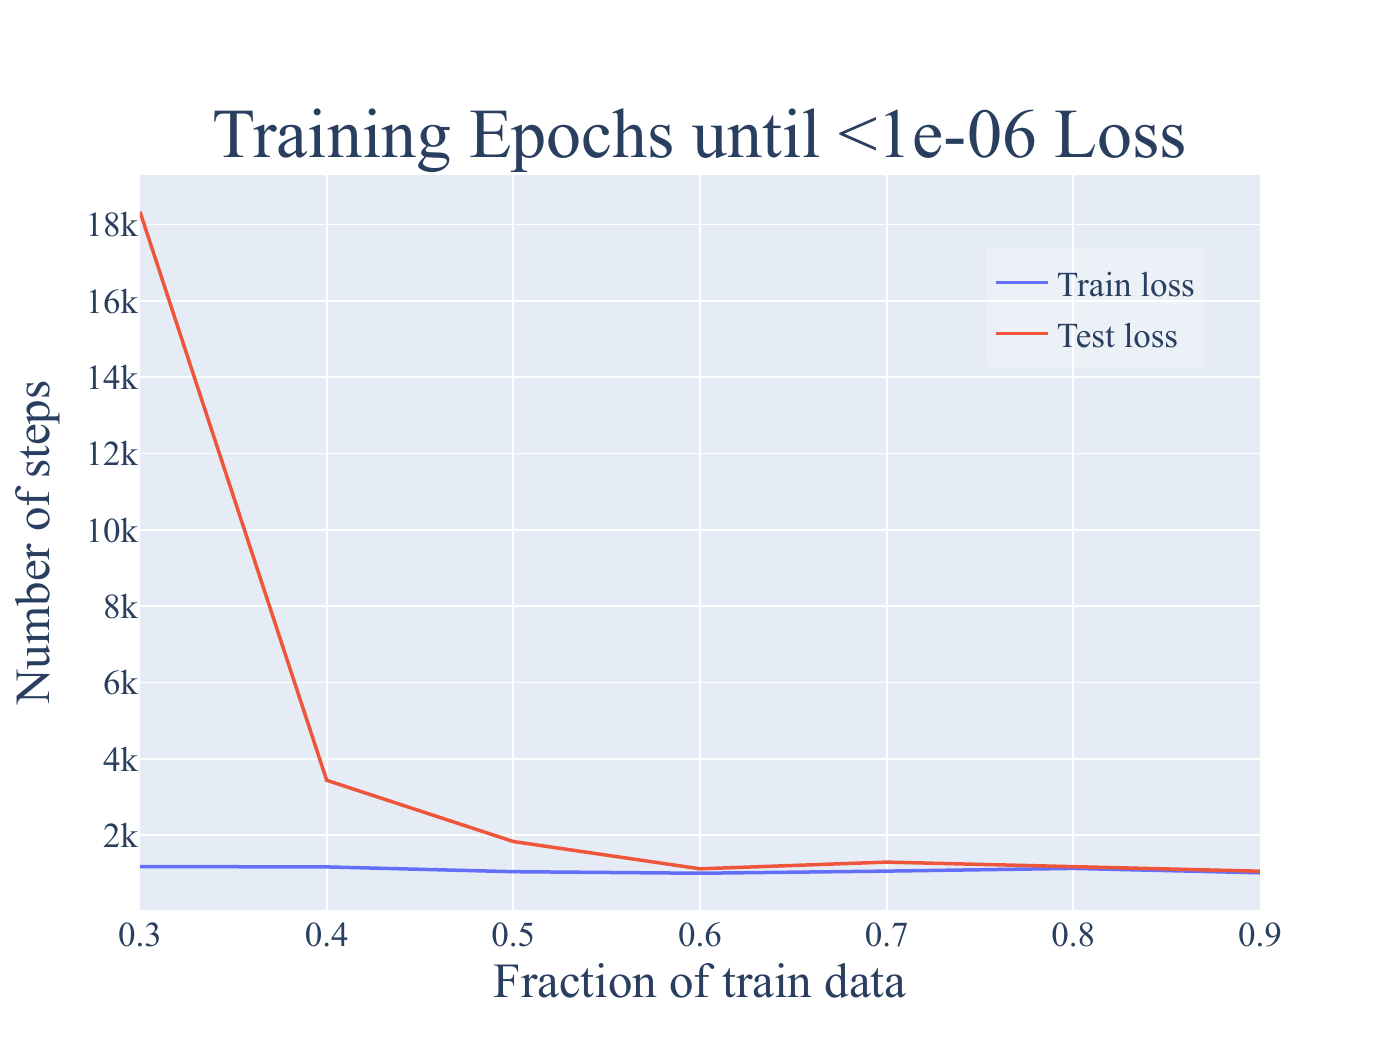 Training Epochs until <1e-06 Loss
18k
16k
14k
12k
10k
8k
6k
4k
2k
Number of steps
Train loss
Test loss
0.3 0.4 0.5 0.6 0.7 0.8 0.9
Fraction of train data